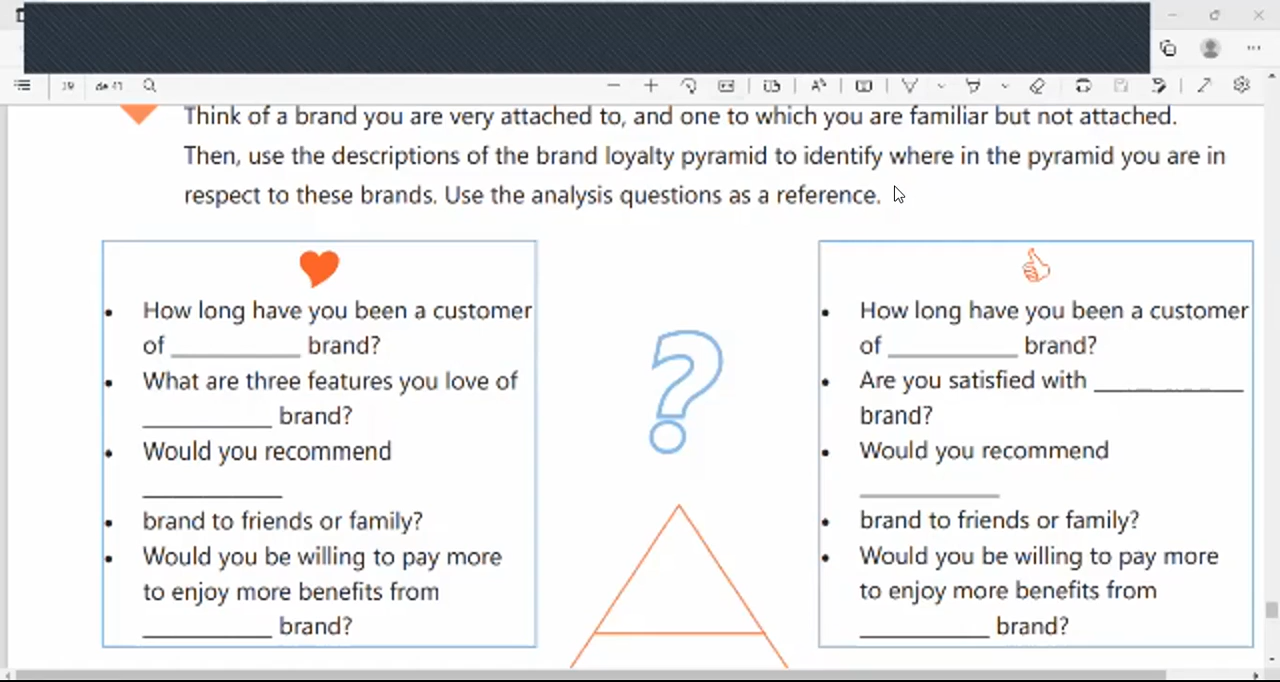 19 de 41
Think of a brand you are very attached to, and one to which you are familiar but not attached.
Then, use the descriptions of the brand loyalty pyramid to identify where in the pyramid you are in
respect to these brands. Use the analysis questions as a reference.
• How long have you been a customer
of ___________ brand?
• What are three features you love of
___________ brand?
• Would you recommend
____________
• brand to friends or family?
• Would you be willing to pay more
to enjoy more benefits from
___________ brand?
?
• How long have you been a customer
of ___________ brand?
• Are you satisfied with _____________
brand?
• Would you recommend
____________
• brand to friends or family?
• Would you be willing to pay more
to enjoy more benefits from
___________ brand?